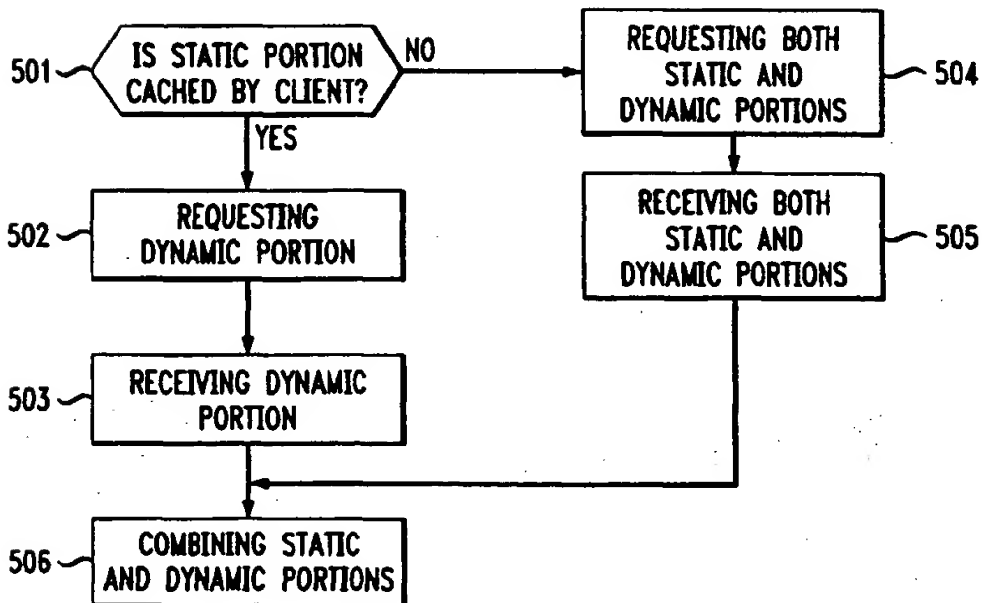 501
IS STATIC PORTION
CACHED BY CLIENT?
NO
YES
REQUESTING BOTH
STATIC AND
DYNAMIC PORTIONS
504
502
REQUESTING
DYNAMIC PORTION
RECEIVING BOTH
STATIC AND
DYNAMIC PORTIONS
505
503
RECEIVING DYNAMIC
PORTION
506
COMBINING STATIC
AND DYNAMIC PORTIONS